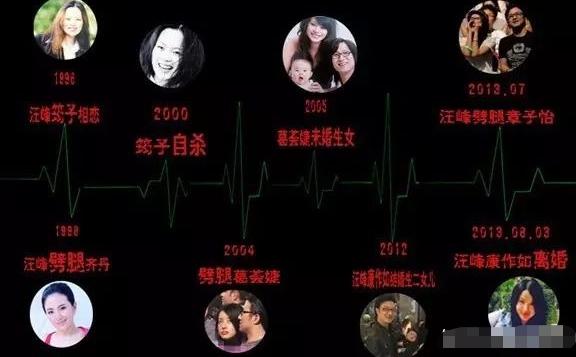 1996
汪峰筠子相恋
2000
筠子自杀
2005
葛荟婕未婚生女
2013.07
汪峰劈腿章子怡
1998
汪峰劈腿齐丹
2004
劈腿葛荟婕
2012
汪峰康作如结婚生二女儿
2013.08.03
汪峰康作如离婚